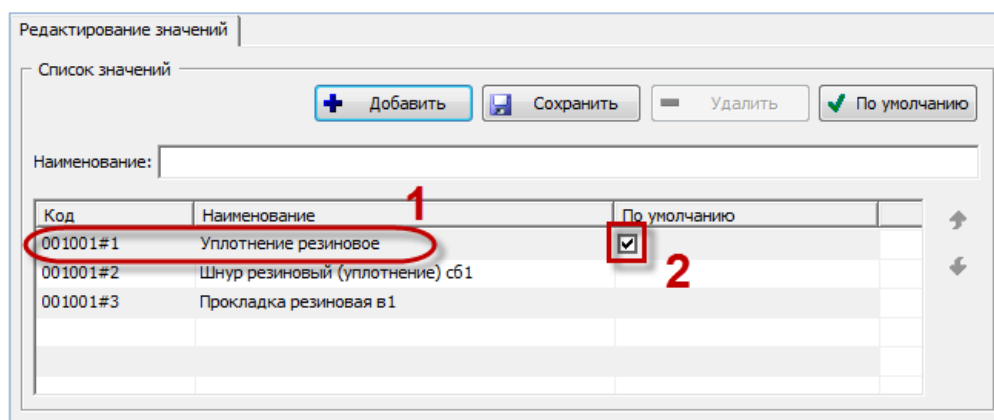 Редактирование значений
Список значений
Добавить Сохранить Удалить По умолчанию
Наименование:
1
Код Наименование По умолчанию
001001#1 Уплотнение резиновое
2
001001#2 Шнур резиновый (уплотнение) сб1
001001#3 Прокладка резиновая в1